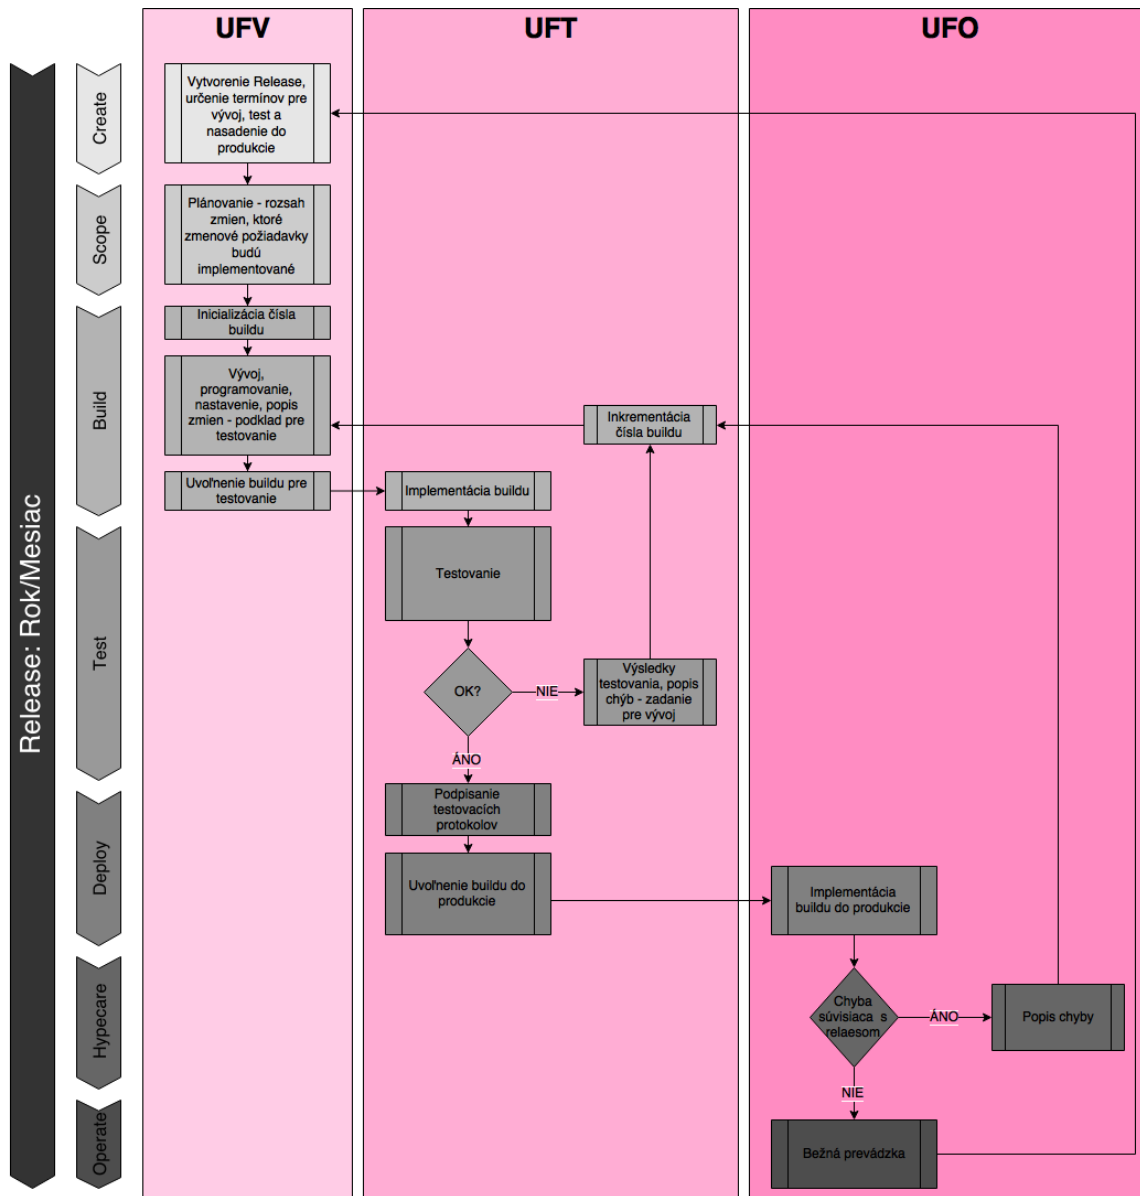 UFV
UFT
UFO
Release: Rok/Mesiac
Create
Scope
Build
Test
Deploy
Hypecare
Operate
Vytvorenie Release,
určenie termínov pre
vývoj, test a
nasadenie do
produkcie
Plánovanie - rozsah
zmien, ktoré
zmenové požiadavky
budú
implementované
Inicializácia čísla
buildu
Vývoj,
programovanie,
nastavenie, popis
zmien - podklad pre
testovanie
Uvoľnenie buildu pre
testovanie
Inkrementácia
čísla buildu
Implementácia buildu
Testovanie
OK?
NIE
Výsledky
testovania, popis
chýb - zadanie
pre vývoj
ÁNO
Podpisanie
testovacích
protokolov
Uvoľnenie buildu do
produkcie
Implementácia
buildu do produkcie
Chyba
súvisiaca s
relaesom
ÁNO
Popis chyby
NIE
Bežná prevádzka